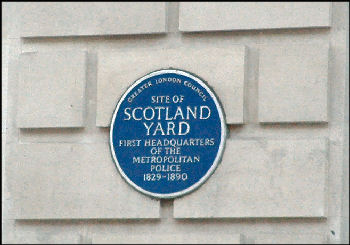 GREATER LONDON COUNCIL
SITE OF
SCOTLAND
YARD
FIRST HEADQUARTERS
OF THE
METROPOLITAN
POLICE
1829-1890